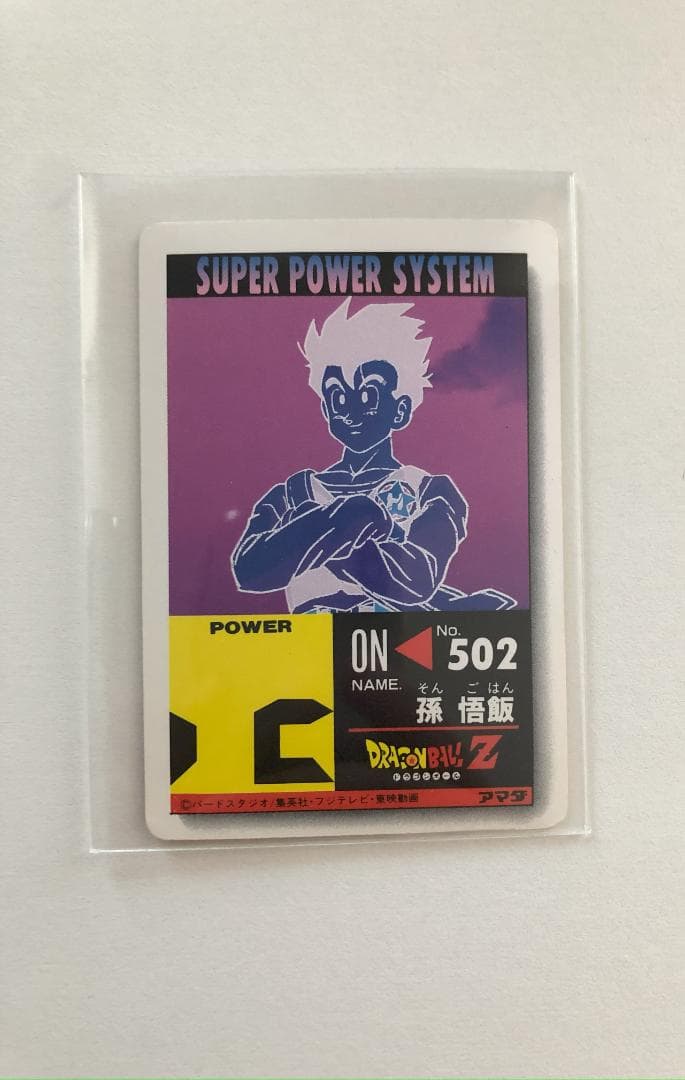 SUPER POWER SYSTEM
POWER
ON
No.
502
NAME.
そん ご はん
孫 悟飯
DRAGON BALL Z
ドラゴンボール
©バードスタジオ/集英社・フジテレビ・東映動画
アマダ